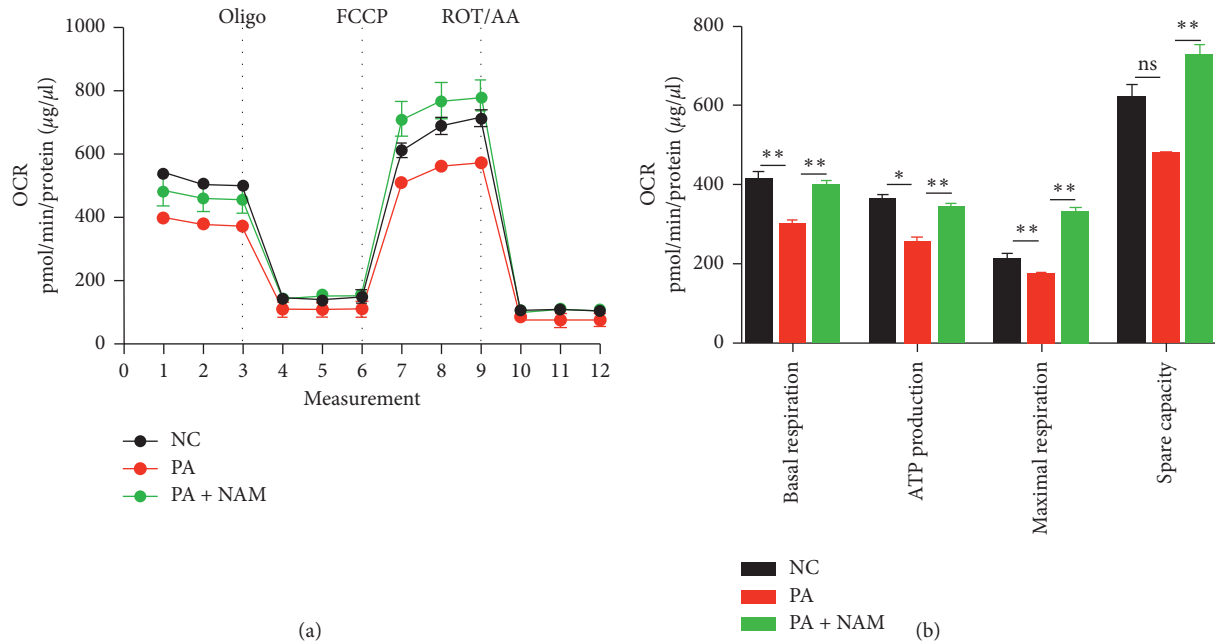 Oligo FCCP ROT/AA
1000
800
600
400
200
0
OCR
pmol/min/protein (µg/µl)
0 1 2 3 4 5 6 7 8 9 10 11 12
Measurement
NC
PA
PA + NAM
(a)
800
600
400
200
0
OCR
pmol/min/protein (µg/µl)
** ** * ** ** ** ns **
Basal respiration
ATP production
Maximal respiration
Spare capacity
NC
PA
PA + NAM
(b)